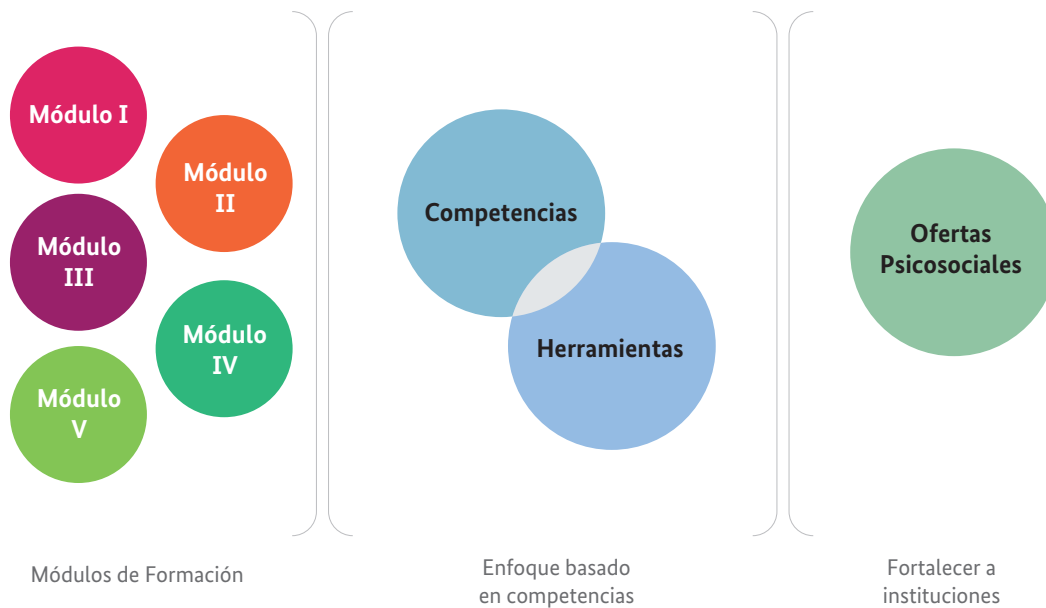 Módulo I
Módulo
II
Módulo
III
Módulo
IV
Módulo
V
Módulos de Formación
Competencias
Herramientas
Enfoque basado
en competencias
Ofertas
Psicosociales
Fortalecer a
instituciones